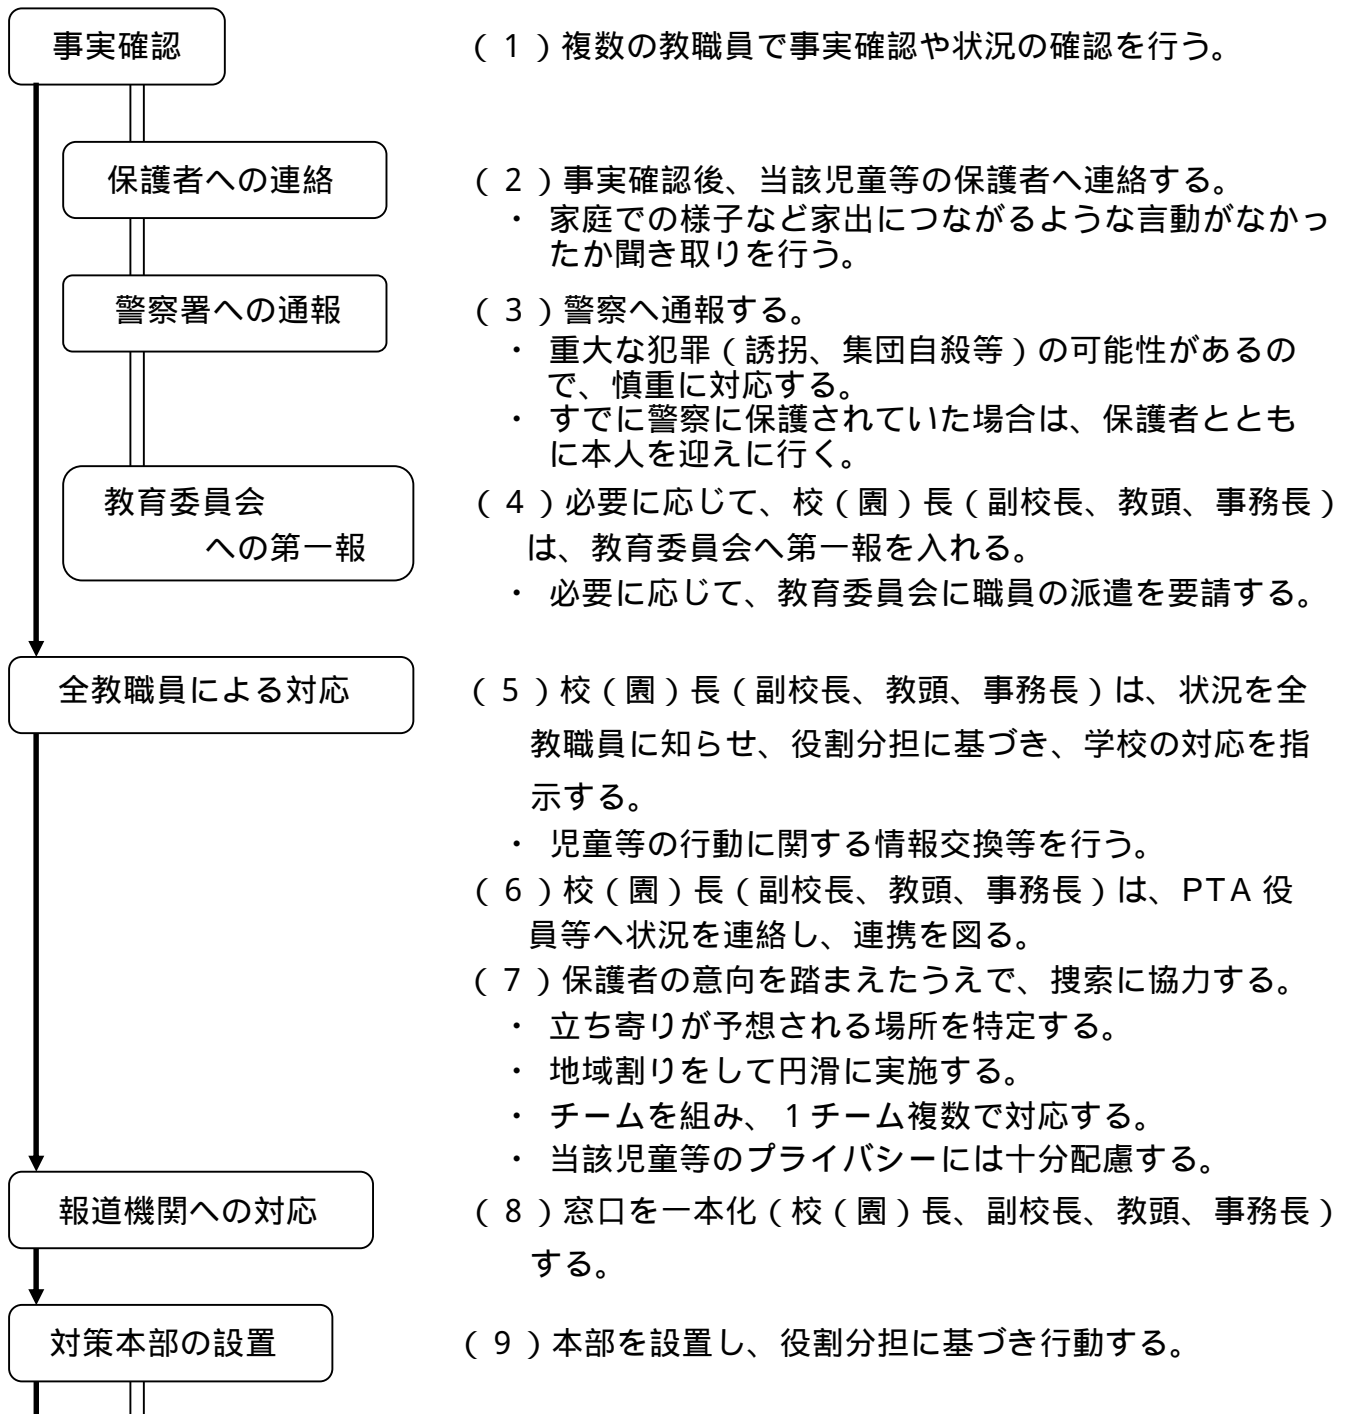 事実確認
(1)複数の教職員で事実確認や状況の確認を行う。
保護者への連絡
(2)事実確認後、当該児童等の保護者へ連絡する。
・ 家庭での様子など家出につながるような言動がなかっ
たか聞き取りを行う。
警察署への通報
(3)警察へ通報する。
・ 重大な犯罪(誘拐、集団自殺等)の可能性があるの
で、慎重に対応する。
・ すでに警察に保護されていた場合は、保護者ととも
に本人を迎えに行く。
教育委員会
への第一報
(4)必要に応じて、校(園)長(副校長、教頭、事務長)
は、教育委員会へ第一報を入れる。
・ 必要に応じて、教育委員会に職員の派遣を要請する。
全教職員による対応
(5)校(園)長(副校長、教頭、事務長)は、状況を全
教職員に知らせ、役割分担に基づき、学校の対応を指
示する。
・ 児童等の行動に関する情報交換等を行う。
(6)校(園)長(副校長、教頭、事務長)は、PTA 役
員等へ状況を連絡し、連携を図る。
(7)保護者の意向を踏まえたうえで、捜索に協力する。
・ 立ち寄りが予想される場所を特定する。
・ 地域割りをして円滑に実施する。
・ チームを組み、1チーム複数で対応する。
・ 当該児童等のプライバシーには十分配慮する。
報道機関への対応
(8)窓口を一本化(校(園)長、副校長、教頭、事務長)
する。
対策本部の設置
(9)本部を設置し、役割分担に基づき行動する。